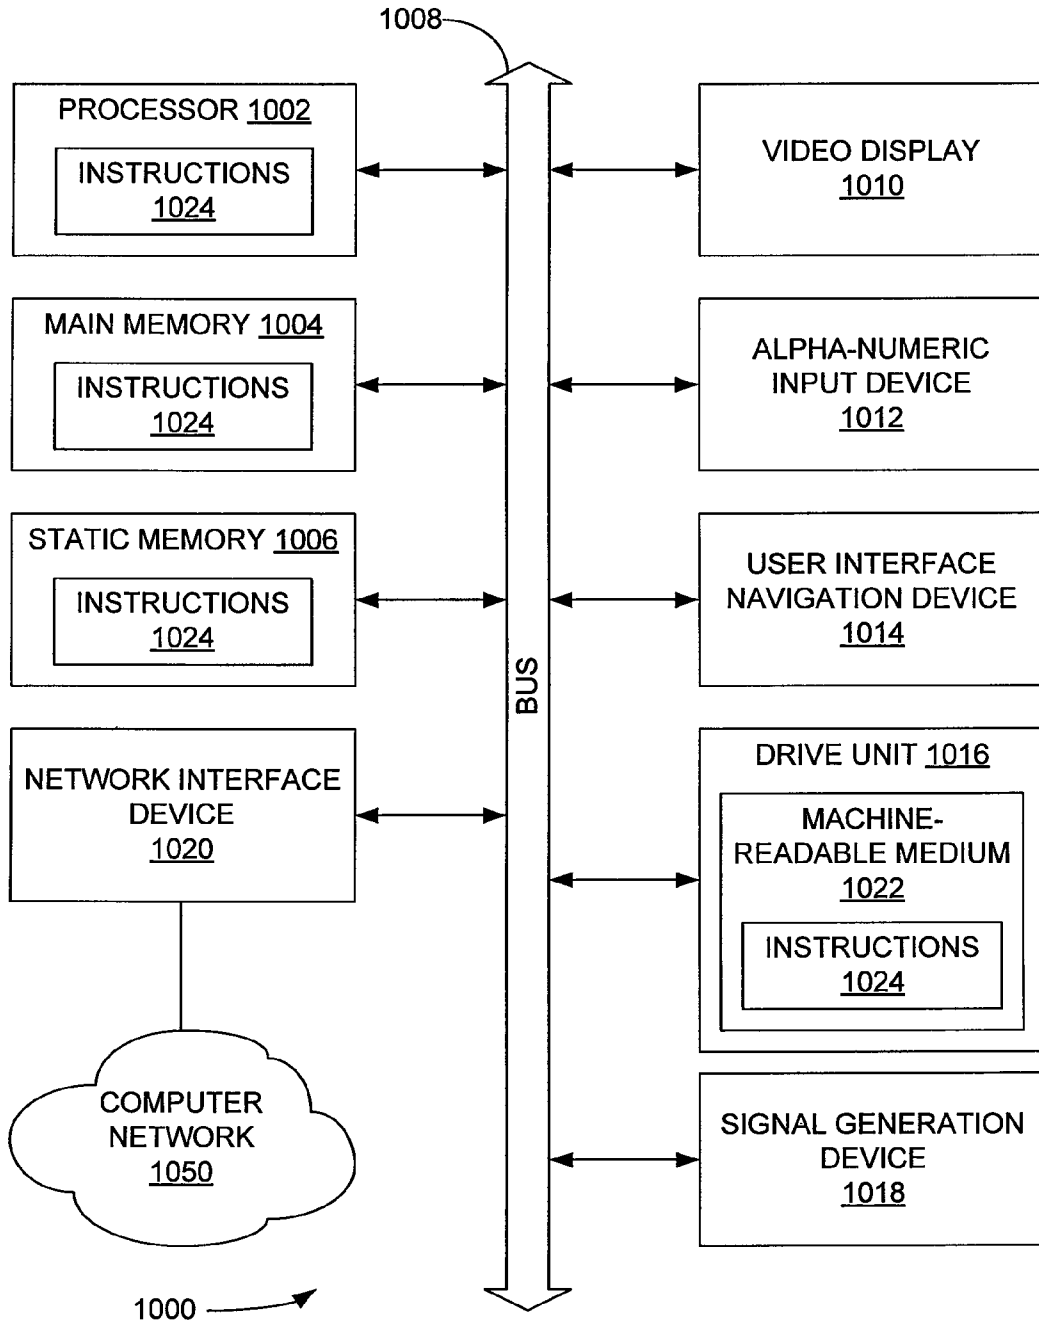 1008
PROCESSOR 1002
INSTRUCTIONS
1024
MAIN MEMORY 1004
INSTRUCTIONS
1024
STATIC MEMORY 1006
INSTRUCTIONS
1024
NETWORK INTERFACE
DEVICE
1020
COMPUTER
NETWORK
1050
1000
BUS
VIDEO DISPLAY
1010
ALPHA-NUMERIC
INPUT DEVICE
1012
USER INTERFACE
NAVIGATION DEVICE
1014
DRIVE UNIT 1016
MACHINE-
READABLE MEDIUM
1022
INSTRUCTIONS
1024
SIGNAL GENERATION
DEVICE
1018